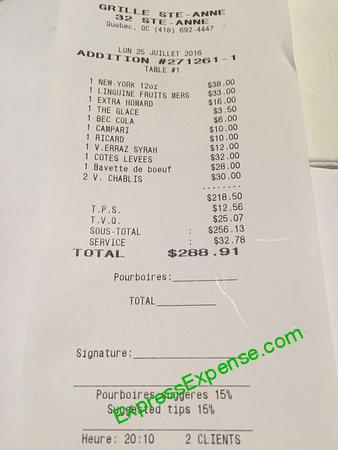 GRILLE STE-ANNE
32 STE-ANNE
Quebec, QC (418) 692-4447
LUN 25 JUILLET 2016
ADDITION #271261-1
TABLE #1
1 NEW-YORK 12oz $38.00
1 LINGUINE FRUITS MERS $33.00
1 EXTRA HOMARD $16.00
1 THE GLACE $3.50
1 BEC COLA $6.00
1 CAMPARI $10.00
1 RICARD $10.00
1 V.ERRAZ SYRAH $12.00
1 COTES LEVEES $32.00
1 Bavette de boeuf $28.00
2 V. CHABLIS $30.00
--------
$218.50
T.P.S. $12.56
T.V.Q. $25.07
SOUS-TOTAL : $256.13
SERVICE : $32.78
TOTAL $288.91
Pourboires:____________
TOTAL____________
Signature:____________
Pourboires suggeres 15%
Suggested tips 15%
ExpressExpense.com
Heure: 20:10 2 CLIENTS